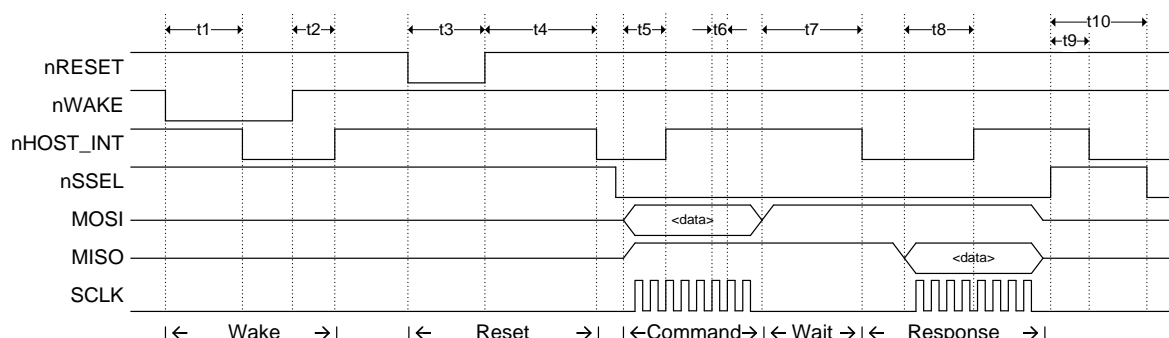 t10
t1 t2 t3 t4 t5 t6 t7 t8 t9
nRESET
nWAKE
nHOST_INT
nSSEL
MOSI <data>
MISO <data>
SCLK
Wake Reset Command Wait Response